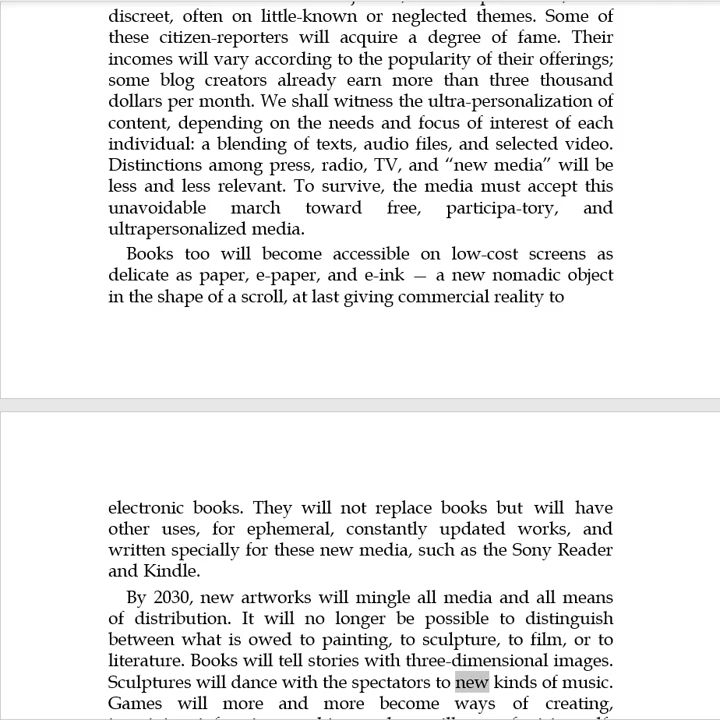 discreet, often on little-known or neglected themes. Some of
these citizen-reporters will acquire a degree of fame. Their
incomes will vary according to the popularity of their offerings;
some blog creators already earn more than three thousand
dollars per month. We shall witness the ultra-personalization of
content, depending on the needs and focus of interest of each
individual: a blending of texts, audio files, and selected video.
Distinctions among press, radio, TV, and “new media” will be
less and less relevant. To survive, the media must accept this
unavoidable march toward free, participa-tory, and
ultrapersonalized media.
Books too will become accessible on low-cost screens as
delicate as paper, e-paper, and e-ink — a new nomadic object
in the shape of a scroll, at last giving commercial reality to
electronic books. They will not replace books but will have
other uses, for ephemeral, constantly updated works, and
written specially for these new media, such as the Sony Reader
and Kindle.
By 2030, new artworks will mingle all media and all means
of distribution. It will no longer be possible to distinguish
between what is owed to painting, to sculpture, to film, or to
literature. Books will tell stories with three-dimensional images.
Sculptures will dance with the spectators to new kinds of music.
Games will more and more become ways of creating,